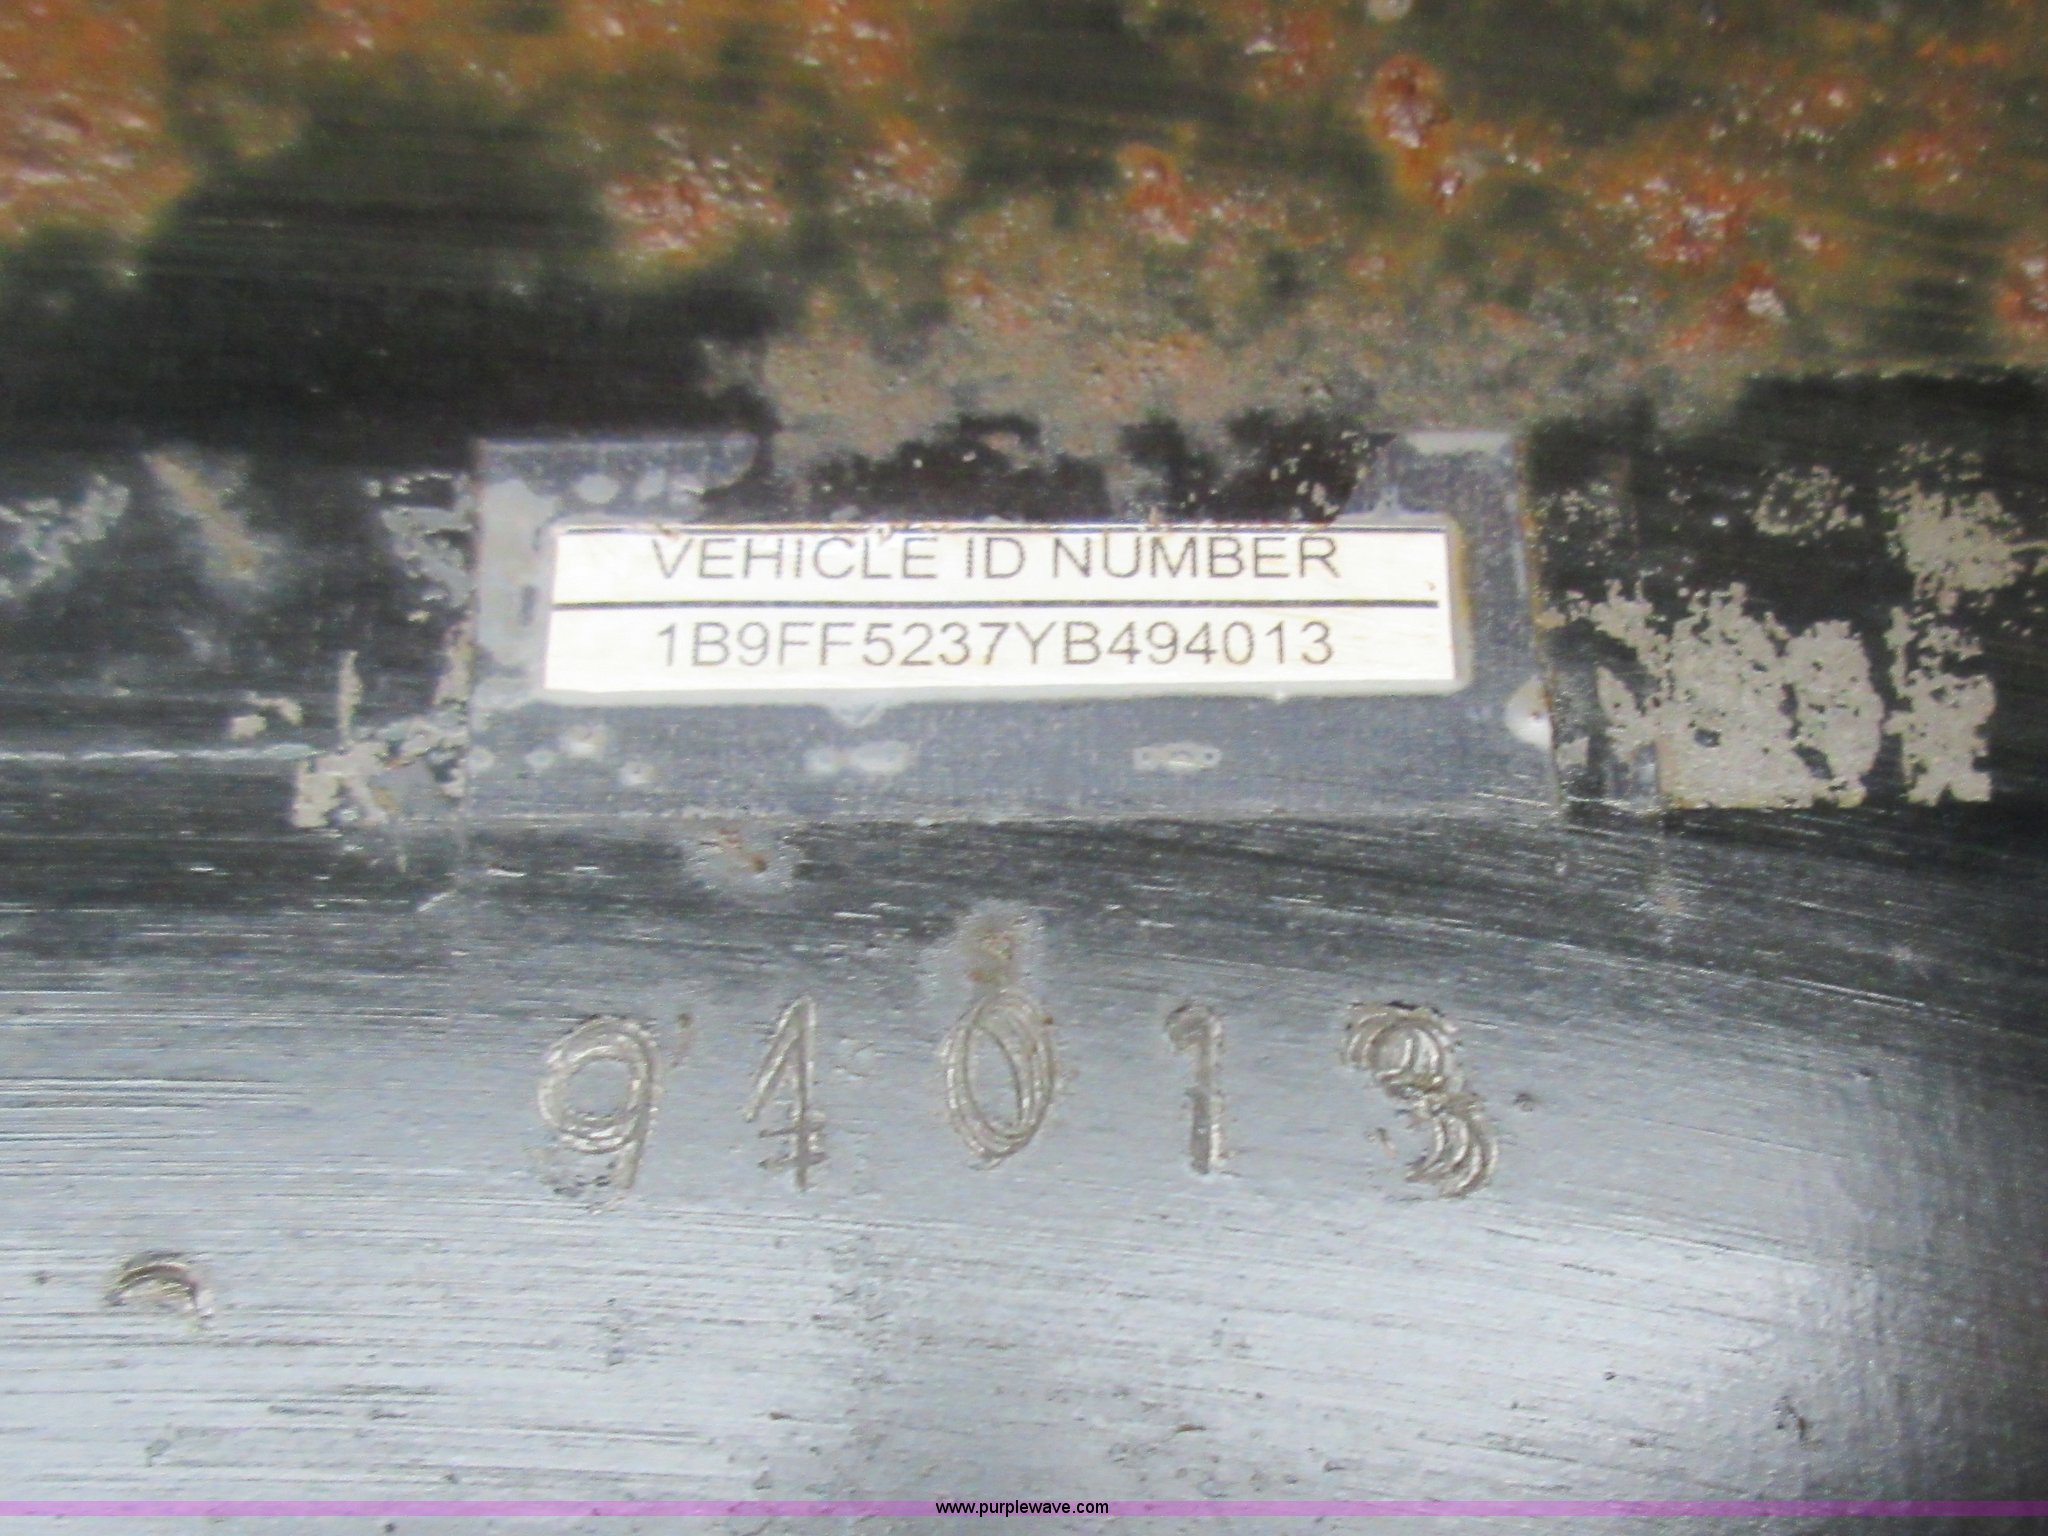 VEHICLE ID NUMBER
1B9FF5237YB494013
94013
www.purplewave.com